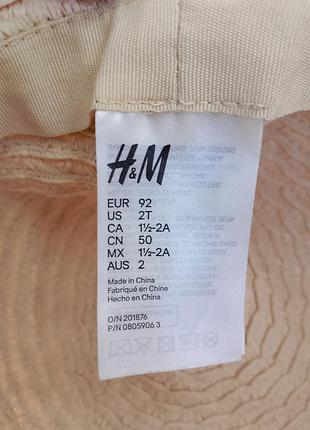 H&M
EUR 92
US 2T
CA 1½-2A
CN 50
MX 1½-2A
AUS 2
Made in China
Fabriqué en Chine
Hecho en China
O/N 201876
P/N 0805906 3